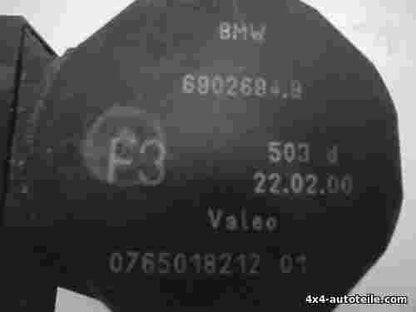 BMW
6902684.9
F3
503 d
22.02.00
Valeo
0765018212 01
4x4-autoteile.com/